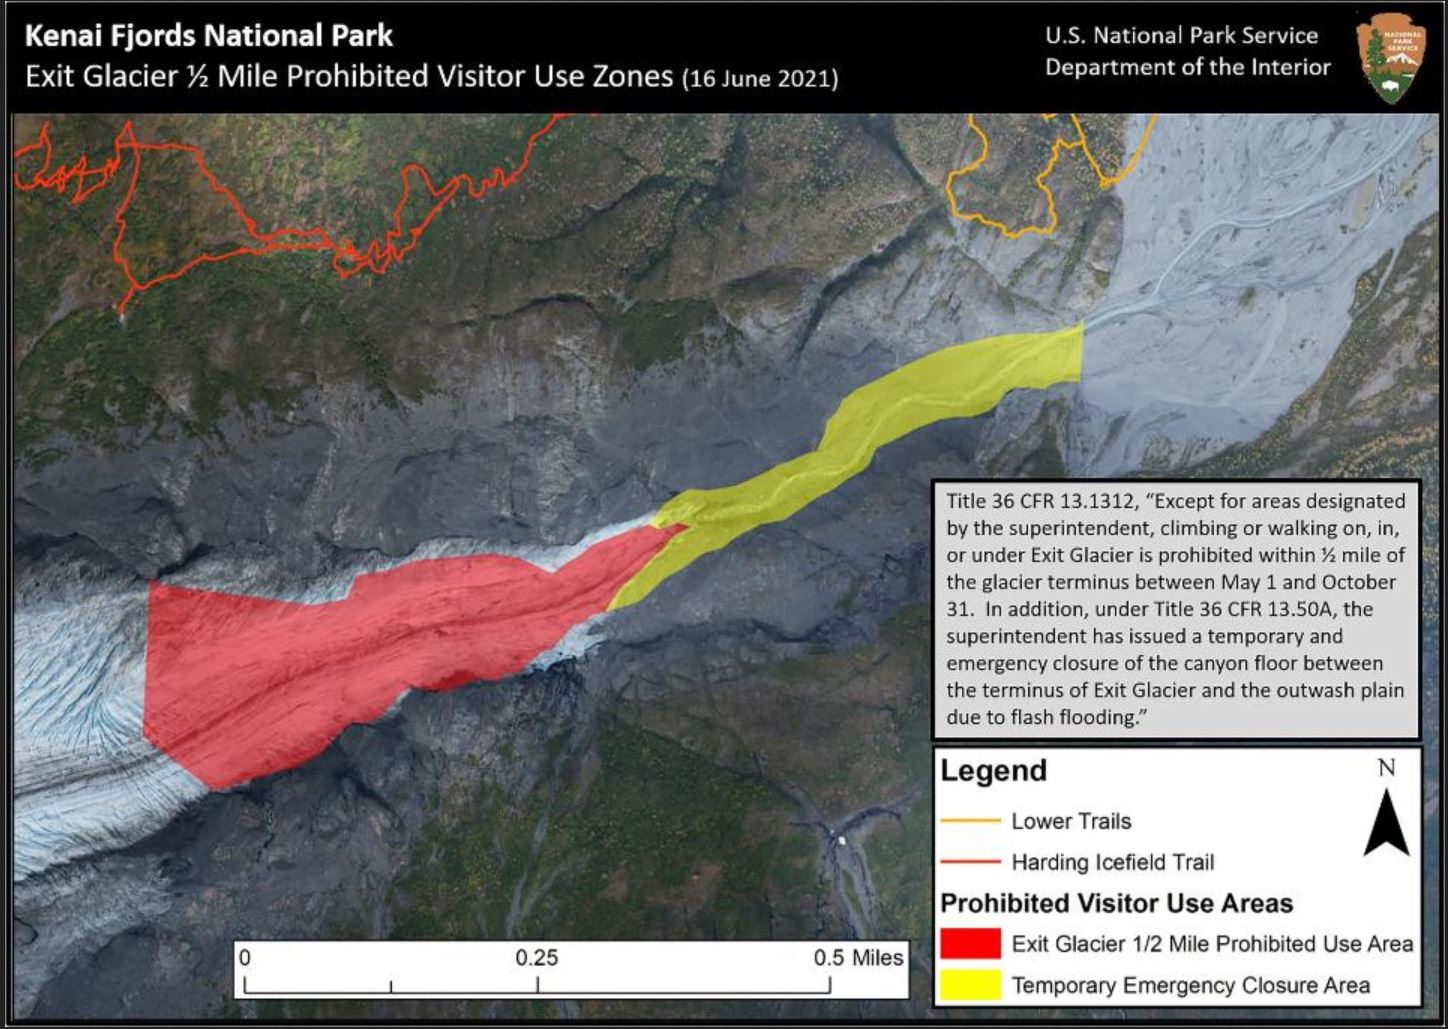 Kenai Fjords National Park
Exit Glacier ½ Mile Prohibited Visitor Use Zones (16 June 2021)
U.S. National Park Service
Department of the Interior
NATIONAL
PARK
SERVICE
Title 36 CFR 13.1312, “Except for areas designated
by the superintendent, climbing or walking on, in,
or under Exit Glacier is prohibited within ½ mile of
the glacier terminus between May 1 and October
31. In addition, under Title 36 CFR 13.50A, the
superintendent has issued a temporary and
emergency closure of the canyon floor between
the terminus of Exit Glacier and the outwash plain
due to flash flooding.”
Legend
N
Lower Trails
Harding Icefield Trail
Prohibited Visitor Use Areas
Exit Glacier 1/2 Mile Prohibited Use Area
Temporary Emergency Closure Area
0 0.25 0.5 Miles